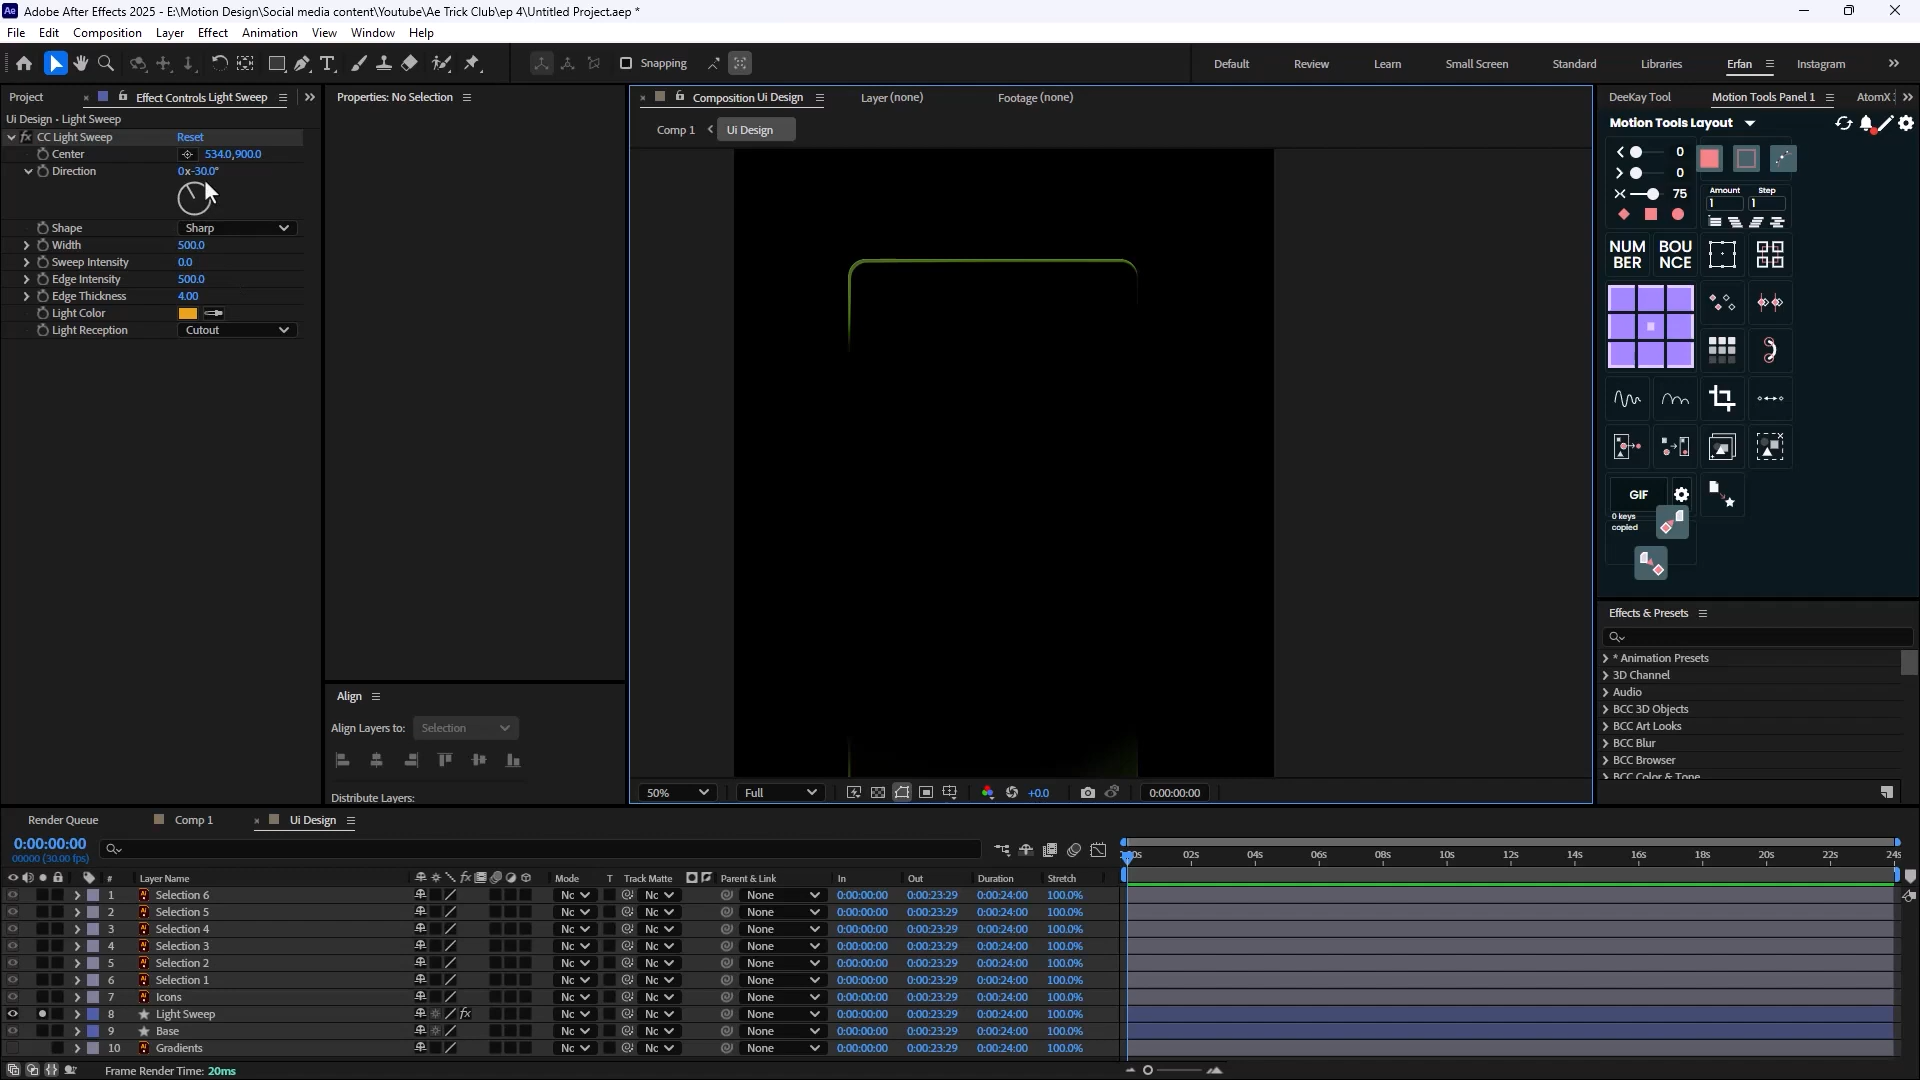 Adobe After Effects 2025 - E:\Motion Design\Social media content\Youtube\Ae Trick Club\ep 4\Untitled Project.aep *
File Edit Composition Layer Effect Animation View Window Help
Snapping
Default Review Learn Small Screen Standard Libraries Erfan Instagram
Project Effect Controls Light Sweep
Ui Design - Light Sweep
fx CC Light Sweep Reset
Center 534.0,900.0
Direction 0x-30.0°
Shape Sharp
Width 500.0
Sweep Intensity 0.0
Edge Intensity 500.0
Edge Thickness 4.00
Light Color
Light Reception Cutout
Properties: No Selection
Align
Align Layers to: Selection
Distribute Layers:
Composition Ui Design Layer (none) Footage (none)
Comp 1 Ui Design
50% Full +0.0 0:00:00:00
DeeKay Tool Motion Tools Panel 1 AtomX
Motion Tools Layout
0
0
75
Amount Step
1 1
NUM
BER
BOU
NCE
GIF
0 keys
copied
Effects & Presets
* Animation Presets
3D Channel
Audio
BCC 3D Objects
BCC Art Looks
BCC Blur
BCC Browser
BCC Color & Tone
Render Queue Comp 1 Ui Design
0:00:00:00
00000 (30.00 fps)
00s 02s 04s 06s 08s 10s 12s 14s 16s 18s 20s 22s 24s
# Layer Name Mode T Track Matte Parent & Link In Out Duration Stretch
1 Selection 6 Nc Nc None 0:00:00:00 0:00:23:29 0:00:24:00 100.0%
2 Selection 5 Nc Nc None 0:00:00:00 0:00:23:29 0:00:24:00 100.0%
3 Selection 4 Nc Nc None 0:00:00:00 0:00:23:29 0:00:24:00 100.0%
4 Selection 3 Nc Nc None 0:00:00:00 0:00:23:29 0:00:24:00 100.0%
5 Selection 2 Nc Nc None 0:00:00:00 0:00:23:29 0:00:24:00 100.0%
6 Selection 1 Nc Nc None 0:00:00:00 0:00:23:29 0:00:24:00 100.0%
7 Icons Nc Nc None 0:00:00:00 0:00:23:29 0:00:24:00 100.0%
8 Light Sweep fx Nc Nc None 0:00:00:00 0:00:23:29 0:00:24:00 100.0%
9 Base Nc Nc None 0:00:00:00 0:00:23:29 0:00:24:00 100.0%
10 Gradients Nc Nc None 0:00:00:00 0:00:23:29 0:00:24:00 100.0%
Frame Render Time: 20ms